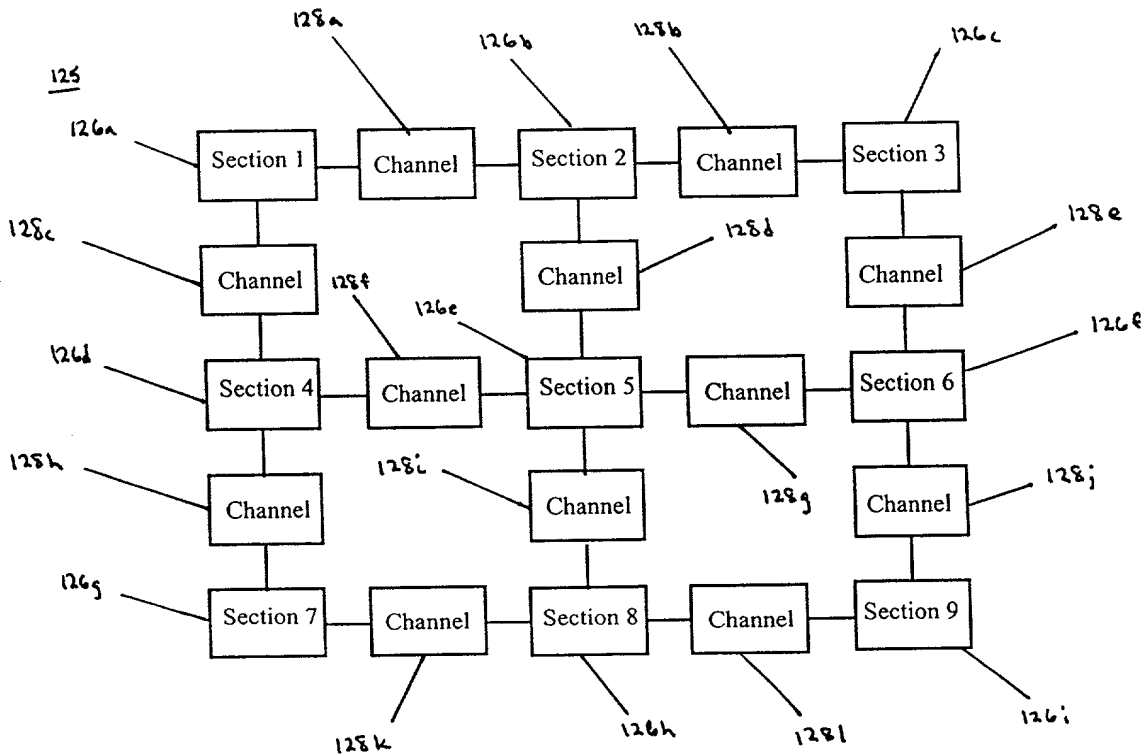 128a
126b
128b
126c
125
126a
Section 1
Channel
Section 2
Channel
Section 3
128c
128d
128e
Channel
128f
Channel
Channel
126e
126d
126f
Section 4
Channel
Section 5
Channel
Section 6
128h
128i
128g
128j
Channel
Channel
Channel
126g
Section 7
Channel
Section 8
Channel
Section 9
128k
126h
128l
126i